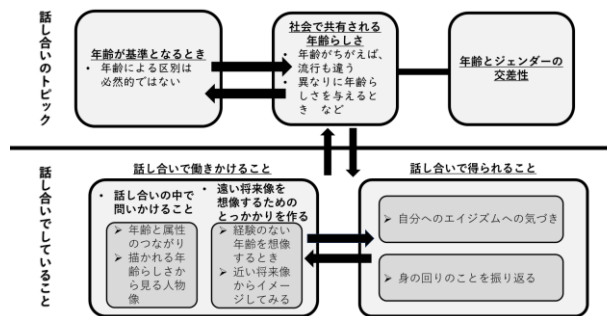 話し合いのトピック
年齢が基準となるとき
• 年齢による区別は
必然的ではない
社会で共有される
年齢らしさ
• 年齢がちがえば、
流行も違う
• 異なりに年齢ら
しさを与えると
き など
年齢とジェンダーの
交差性
話し合いでしていること
話し合いで働きかけること
• 話し合いの中で
問いかけること
➢ 年齢と属性
のつながり
➢ 描かれる年
齢らしさか
ら見る人物
像
• 遠い将来像を
想像するための
とっかかりを作る
➢ 経験のない
年齢を想像
するとき
➢ 近い将来像
からイメー
ジしてみる
話し合いで得られること
➢ 自分へのエイジズムへの気づき
➢ 身の回りのことを振り返る